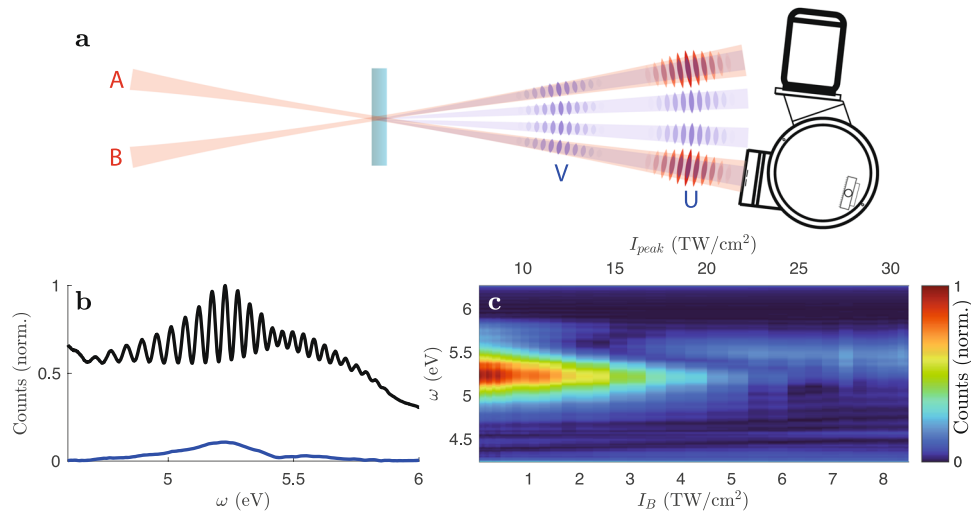 a
A
B
V
U
I_peak (TW/cm²)
10 15 20 25 30
b
1
0.5
0
Counts (norm.)
5 5.5 6
ω (eV)
c
6
5.5
5
4.5
ω (eV)
1 2 3 4 5 6 7 8
I_B (TW/cm²)
1
0
Counts (norm.)